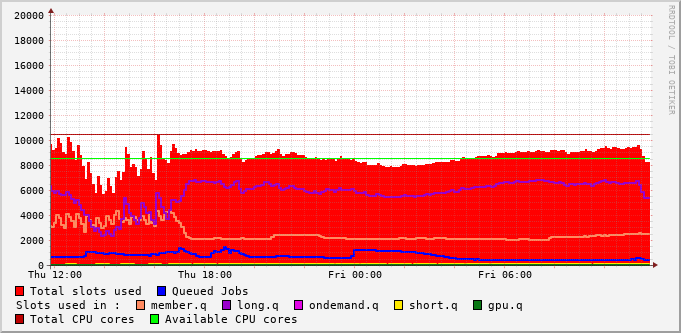 20000
18000
16000
14000
12000
10000
8000
6000
4000
2000
0
Thu 12:00 Thu 18:00 Fri 00:00 Fri 06:00
Total slots used Queued Jobs
Slots used in : member.q long.q ondemand.q short.q gpu.q
Total CPU cores Available CPU cores
RRDTOOL / TOBI OETIKER